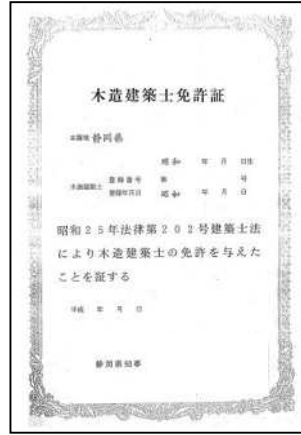 木造建築士免許証
本籍地 静岡県
昭和 年 月 日生
木造建築士 登録番号 第 号
登録年月日 昭和 年 月 日
昭和25年法律第202号建築士法
により木造建築士の免許を与えた
ことを証する
平成 年 月 日
静岡県知事